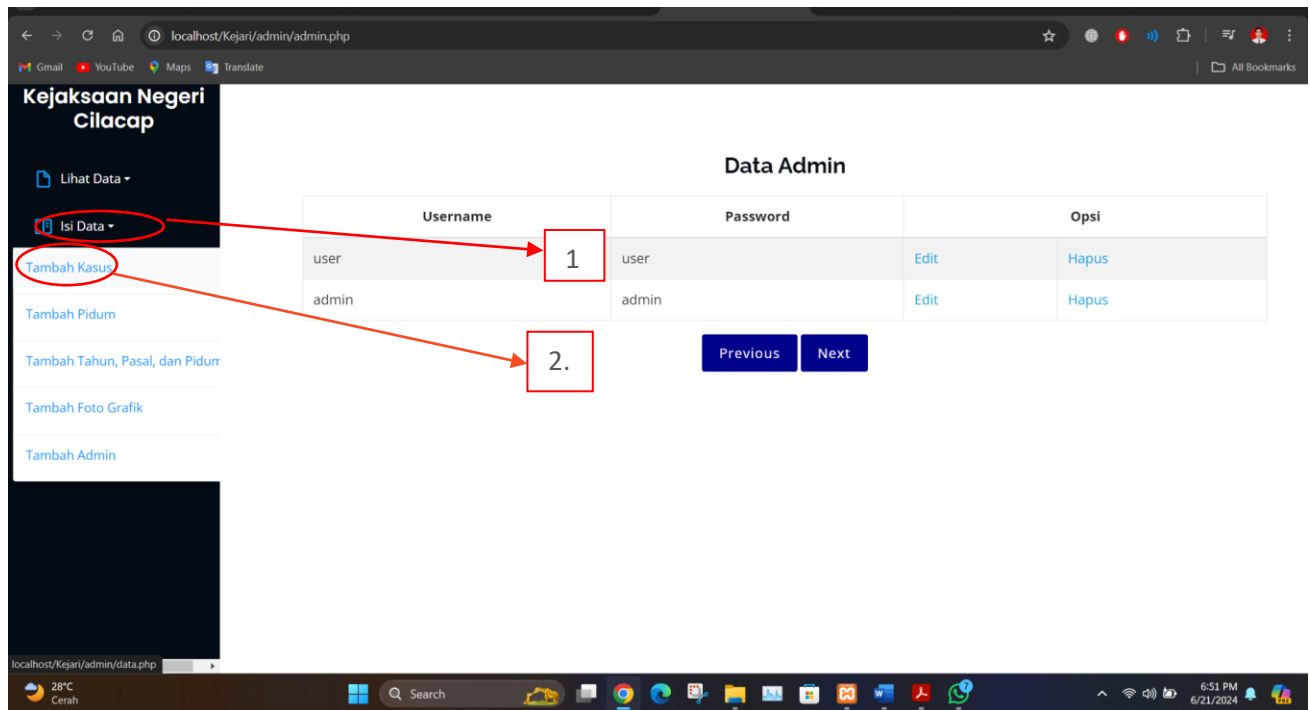 localhost/Kejari/admin/admin.php
Gmail YouTube Maps Translate All Bookmarks
Kejaksaan Negeri
Cilacap
Lihat Data
Isi Data
Tambah Kasus
Tambah Pidum
Tambah Tahun, Pasal, dan Pidum
Tambah Foto Grafik
Tambah Admin
Data Admin
Username Password Opsi
user user Edit Hapus
admin admin Edit Hapus
1
2.
Previous Next
localhost/Kejari/admin/data.php
28°C
Cerah
Search
7
6:51 PM
6/21/2024